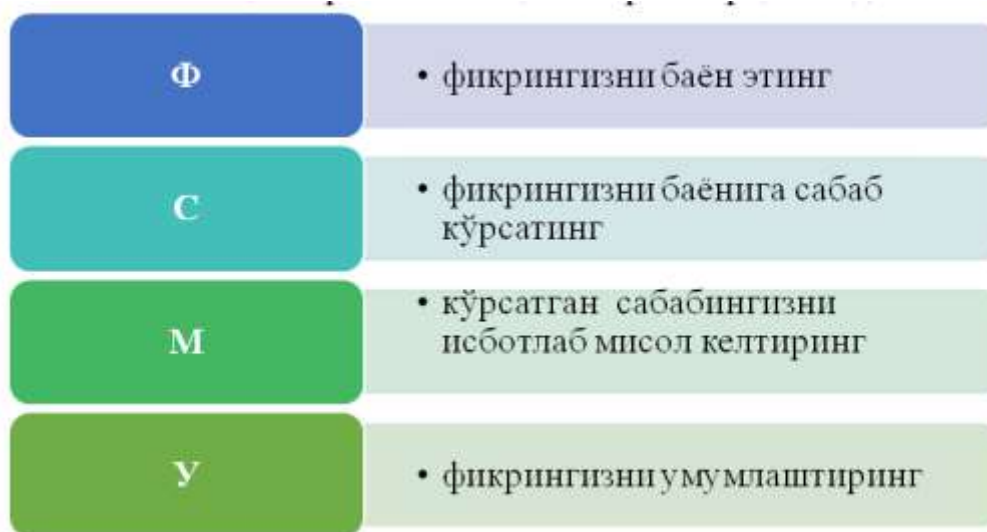 Ф
• фикрингизни баён этинг
С
• фикрингизни баёнига сабаб
кўрсатинг
М
• кўрсатган сабабингизни
исботлаб мисол келтиринг
У
• фикрингизни умумлаштиринг